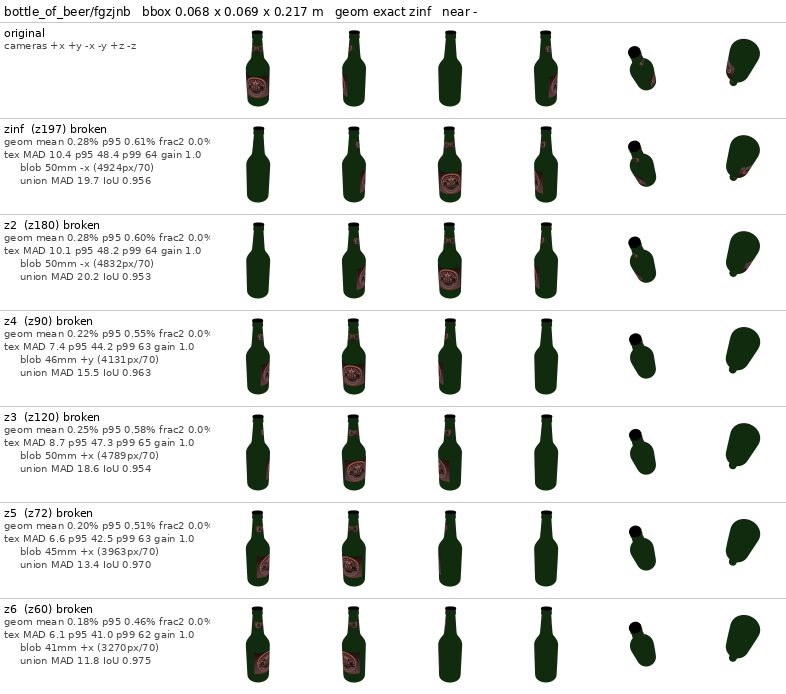 bottle_of_beer/fgzjnb   bbox 0.068 x 0.069 x 0.217 m   geom exact zinf   near -
original
cameras +x +y -x -y +z -z
zinf  (z197) broken
geom mean 0.28% p95 0.61% frac2 0.0%
tex MAD 10.4 p95 48.4 p99 64 gain 1.0
blob 50mm -x (4924px/70)
union MAD 19.7 IoU 0.956
z2  (z180) broken
geom mean 0.28% p95 0.60% frac2 0.0%
tex MAD 10.1 p95 48.2 p99 64 gain 1.0
blob 50mm -x (4832px/70)
union MAD 20.2 IoU 0.953
z4  (z90) broken
geom mean 0.22% p95 0.55% frac2 0.0%
tex MAD 7.4 p95 44.2 p99 63 gain 1.0
blob 46mm +y (4131px/70)
union MAD 15.5 IoU 0.963
z3  (z120) broken
geom mean 0.25% p95 0.58% frac2 0.0%
tex MAD 8.7 p95 47.3 p99 65 gain 1.0
blob 50mm +x (4789px/70)
union MAD 18.6 IoU 0.954
z5  (z72) broken
geom mean 0.20% p95 0.51% frac2 0.0%
tex MAD 6.6 p95 42.5 p99 63 gain 1.0
blob 45mm +x (3963px/70)
union MAD 13.4 IoU 0.970
z6  (z60) broken
geom mean 0.18% p95 0.46% frac2 0.0%
tex MAD 6.1 p95 41.0 p99 62 gain 1.0
blob 41mm +x (3270px/70)
union MAD 11.8 IoU 0.975